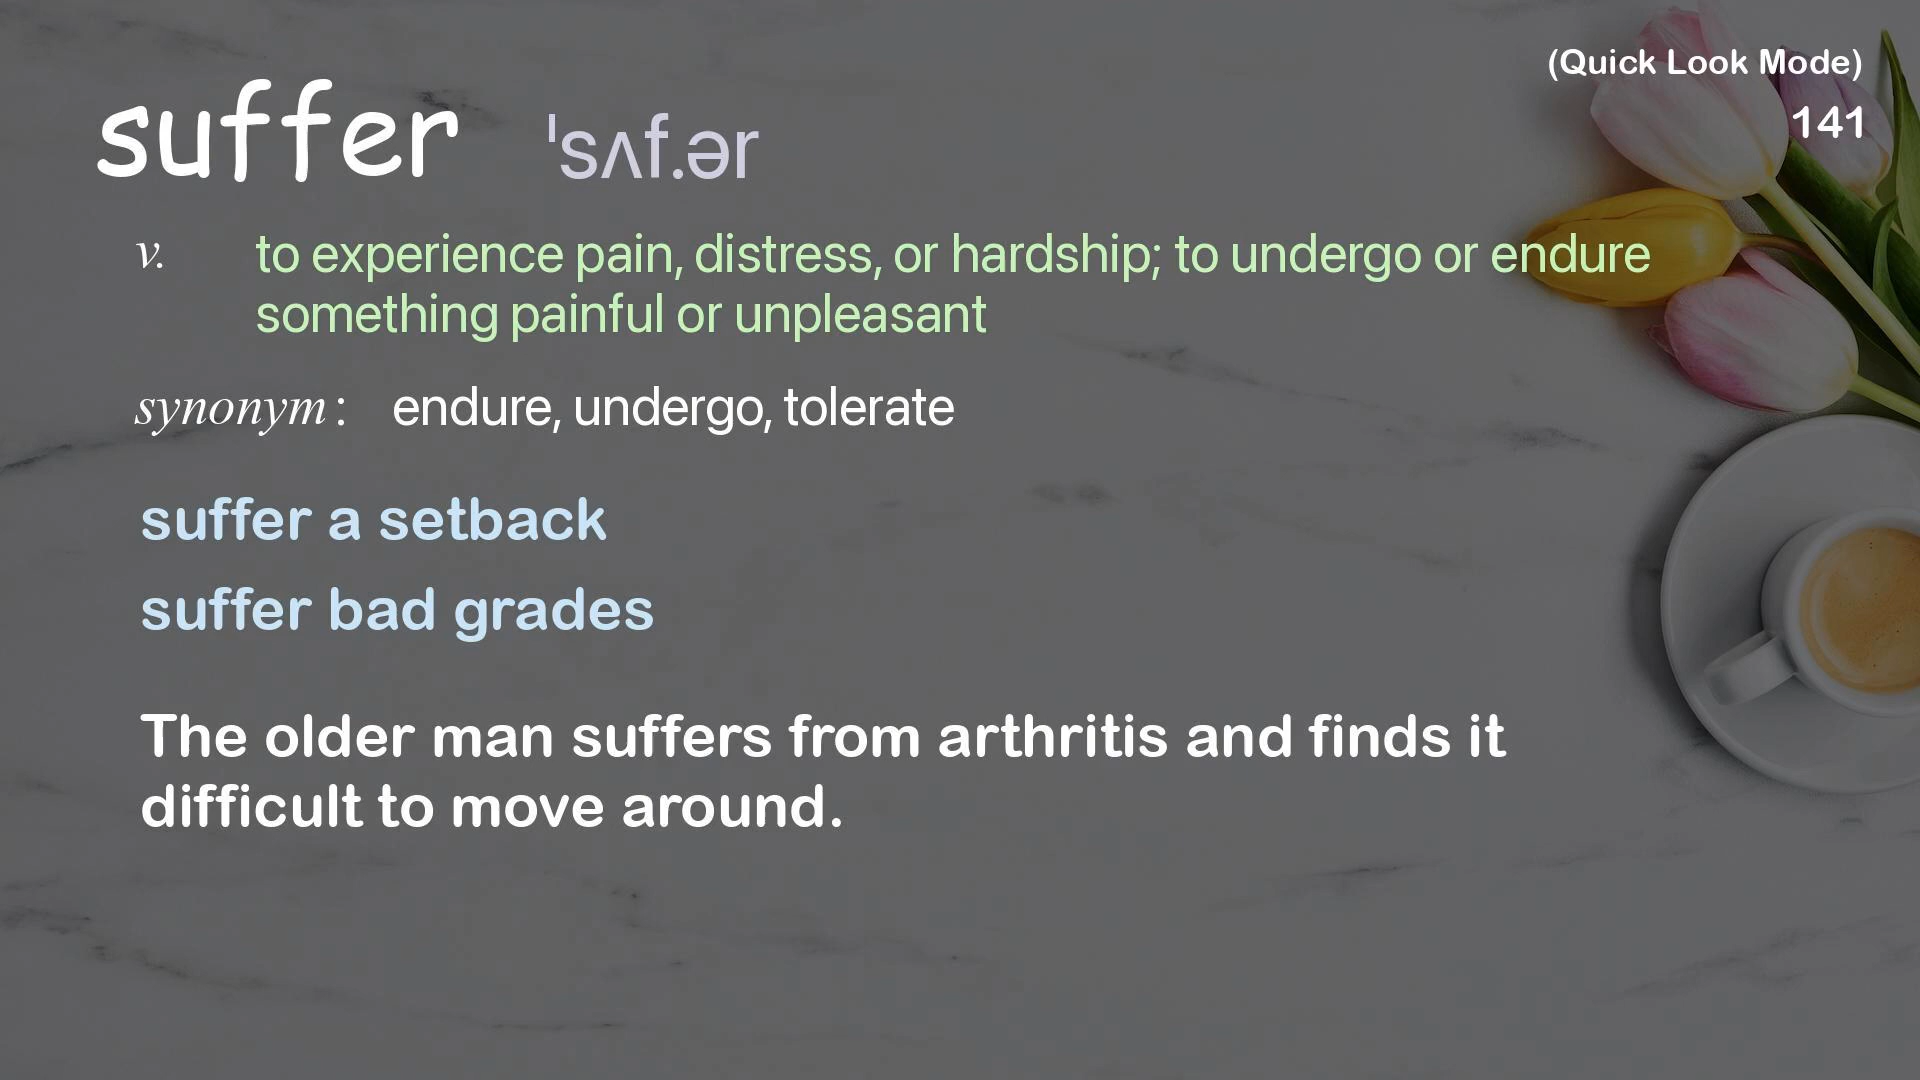 (Quick Look Mode)
141
suffer ˈsʌf.ər
v. to experience pain, distress, or hardship; to undergo or endure
something painful or unpleasant
synonym: endure, undergo, tolerate
suffer a setback
suffer bad grades
The older man suffers from arthritis and finds it
difficult to move around.